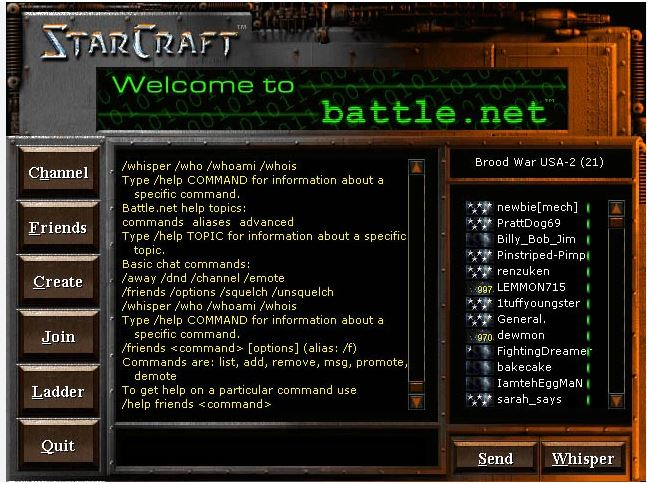 StarCraft™
Welcome to
battle.net™
Channel
Friends
Create
Join
Ladder
Quit
/whisper /who /whoami /whois
Type /help COMMAND for information about a
specific command.
Battle.net help topics:
commands aliases advanced
Type /help TOPIC for information about a specific
topic.
Basic chat commands:
/away /dnd /channel /emote
/friends /options /squelch /unsquelch
/whisper /who /whoami /whois
Type /help COMMAND for information about a
specific command.
/friends <command> [options] (alias: /f)
Commands are: list, add, remove, msg, promote,
demote
To get help on a particular command use
/help friends <command>
Brood War USA-2 (21)
newbie[mech]
PrattDog69
Billy_Bob_Jim
Pinstriped-Pimp
renzuken
997 LEMMON715
1tuffyoungster
General.
970 dewmon
FightingDreamer
bakecake
IamtehEggMaN
sarah_says
Send
Whisper